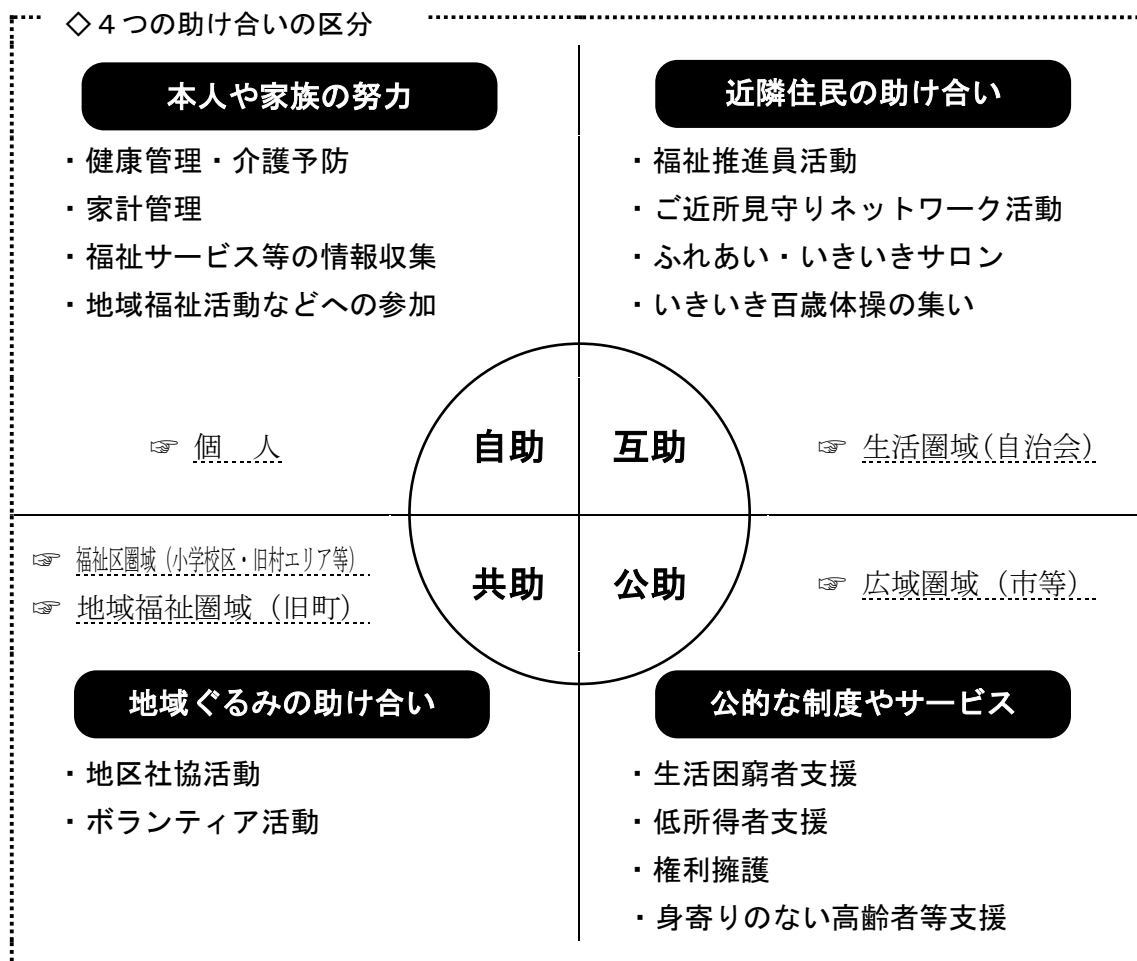 ◇４つの助け合いの区分
本人や家族の努力
・健康管理・介護予防
・家計管理
・福祉サービス等の情報収集
・地域福祉活動などへの参加
☞ 個　人
自助
近隣住民の助け合い
・福祉推進員活動
・ご近所見守りネットワーク活動
・ふれあい・いきいきサロン
・いきいき百歳体操の集い
互助
☞ 生活圏域(自治会)
☞ 福祉区圏域（小学校区・旧村エリア等）
☞ 地域福祉圏域（旧町）
共助
地域ぐるみの助け合い
・地区社協活動
・ボランティア活動
公助
☞ 広域圏域（市等）
公的な制度やサービス
・生活困窮者支援
・低所得者支援
・権利擁護
・身寄りのない高齢者等支援